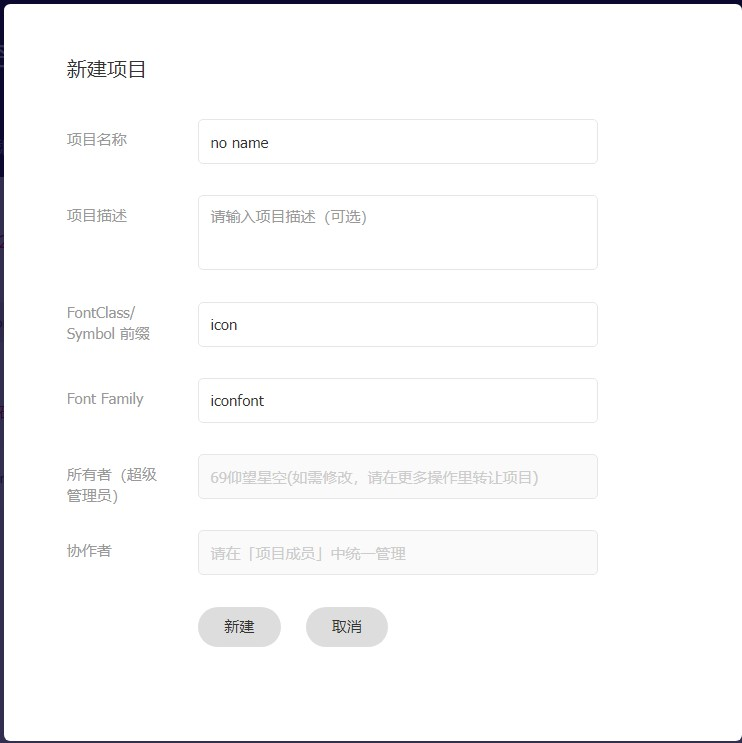 新建项目
项目名称
no name
项目描述
请输入项目描述（可选）
FontClass/
Symbol 前缀
icon
Font Family
iconfont
所有者（超级
管理员）
69仰望星空(如需修改，请在更多操作里转让项目)
协作者
请在「项目成员」中统一管理
新建
取消